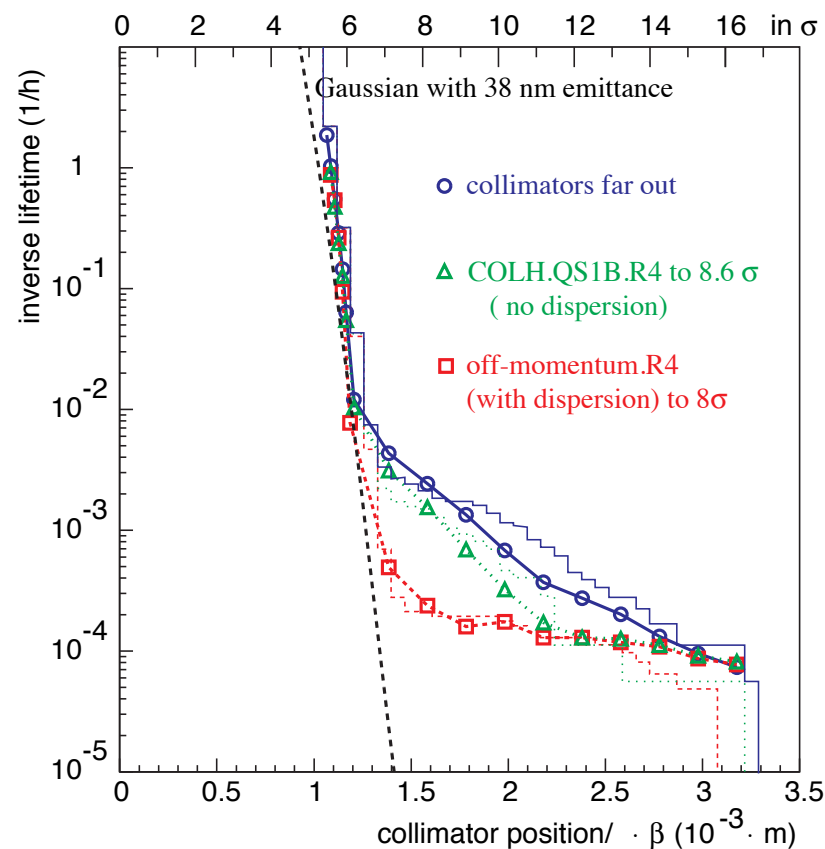 0 2 4 6 8 10 12 14 16 in σ
Gaussian with 38 nm emittance
inverse lifetime (1/h)
collimators far out
COLH.QS1B.R4 to 8.6 σ
( no dispersion)
off-momentum.R4
(with dispersion) to 8σ
1
10^-1
10^-2
10^-3
10^-4
10^-5
0 0.5 1 1.5 2 2.5 3 3.5
collimator position/ · β (10^-3 · m)